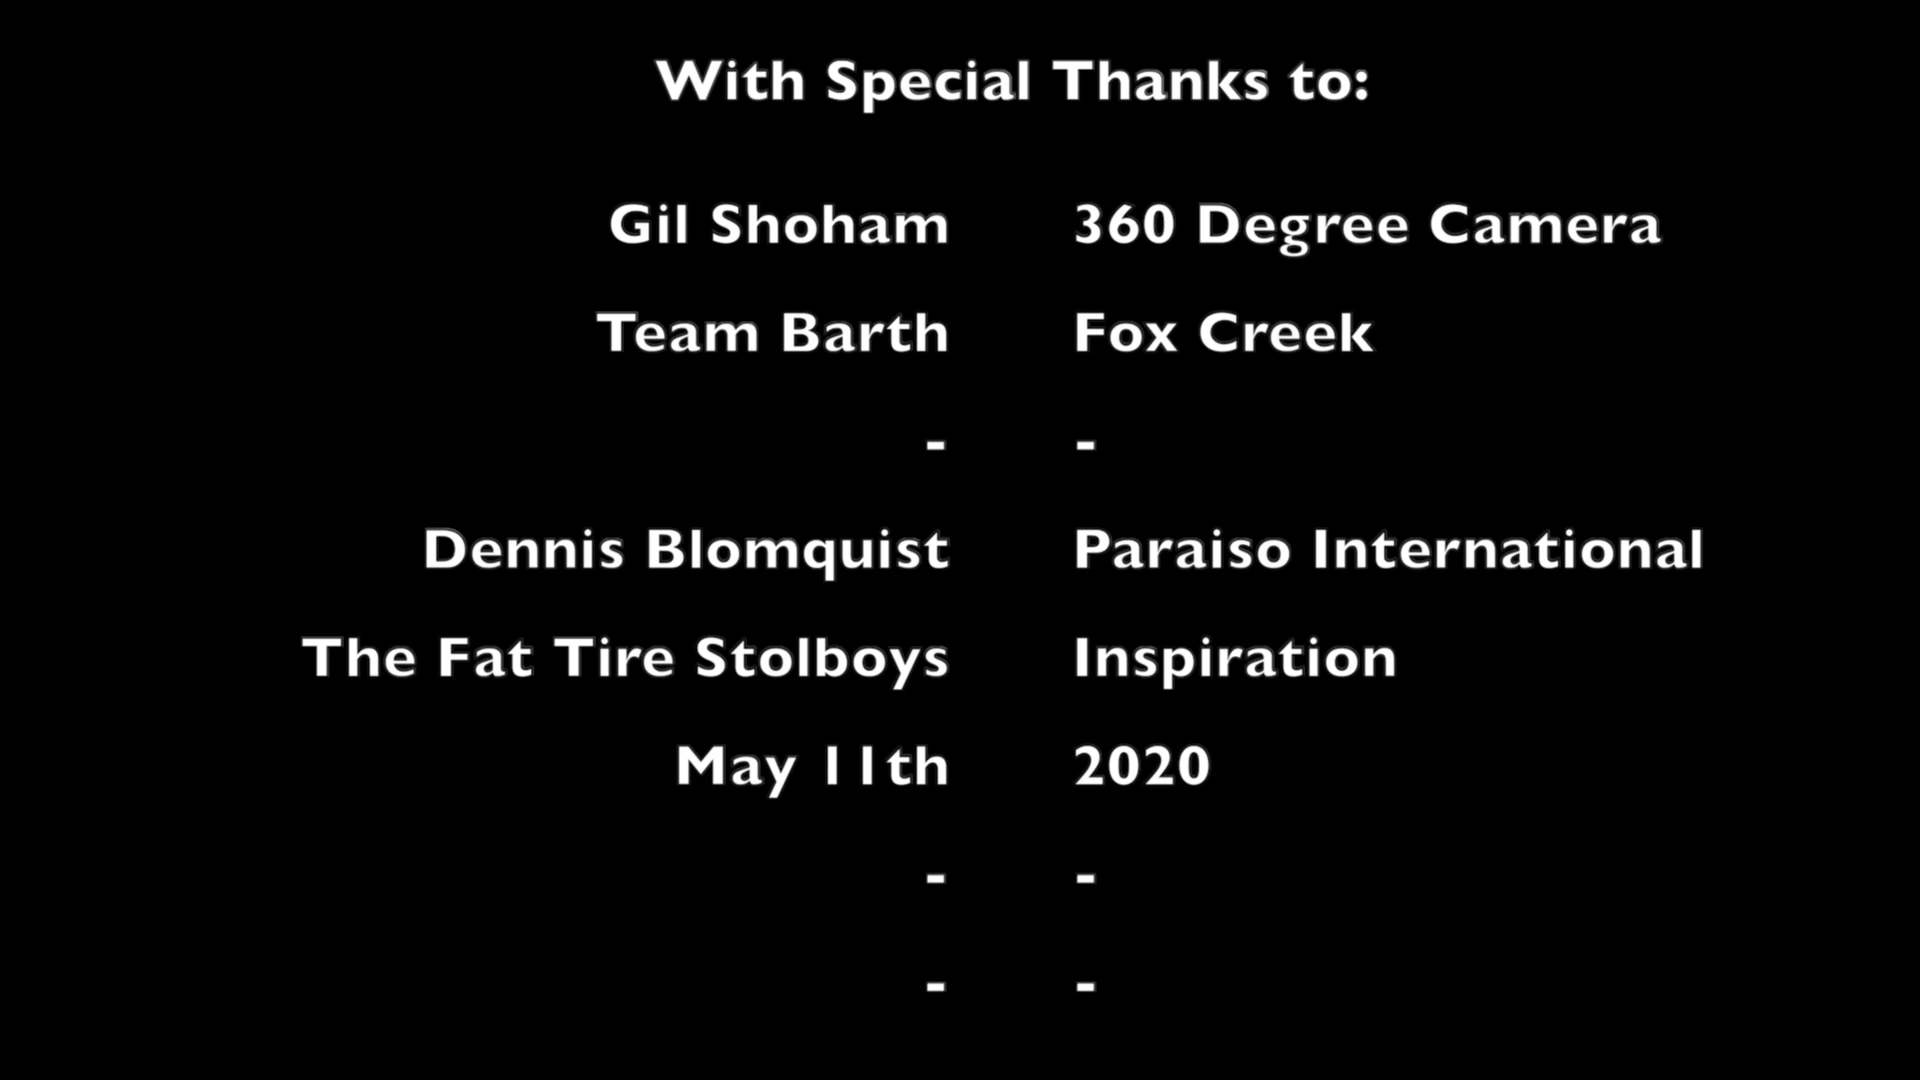 With Special Thanks to:
Gil Shoham 360 Degree Camera
Team Barth Fox Creek
- -
Dennis Blomquist Paraiso International
The Fat Tire Stolboys Inspiration
May 11th 2020
- -
- -